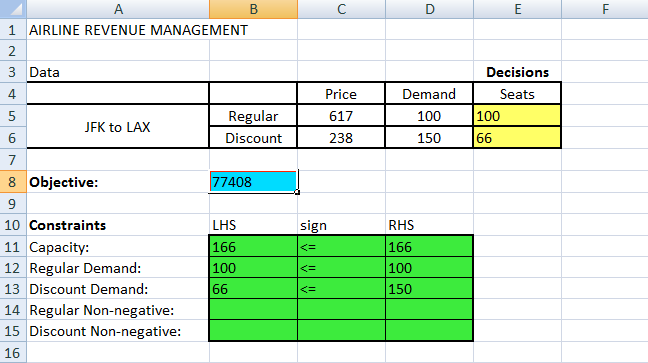 A B C D E F
1 AIRLINE REVENUE MANAGEMENT
2
3 Data Decisions
4 Price Demand Seats
5 JFK to LAX Regular 617 100 100
6 Discount 238 150 66
7
8 Objective: 77408
9
10 Constraints LHS sign RHS
11 Capacity: 166 <= 166
12 Regular Demand: 100 <= 100
13 Discount Demand: 66 <= 150
14 Regular Non-negative:
15 Discount Non-negative:
16